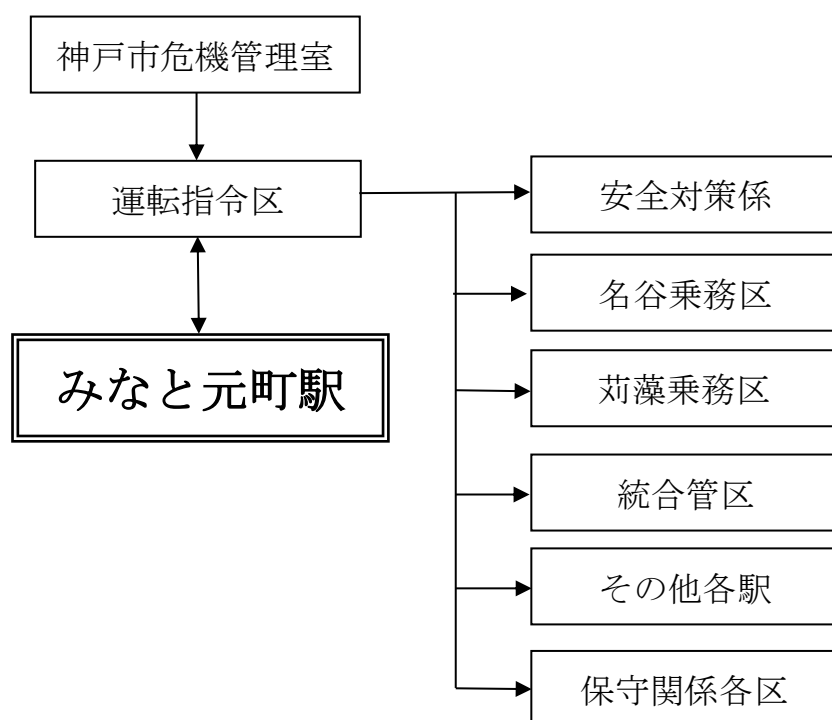 神戸市危機管理室
運転指令区
みなと元町駅
安全対策係
名谷乗務区
苅藻乗務区
統合管区
その他各駅
保守関係各区